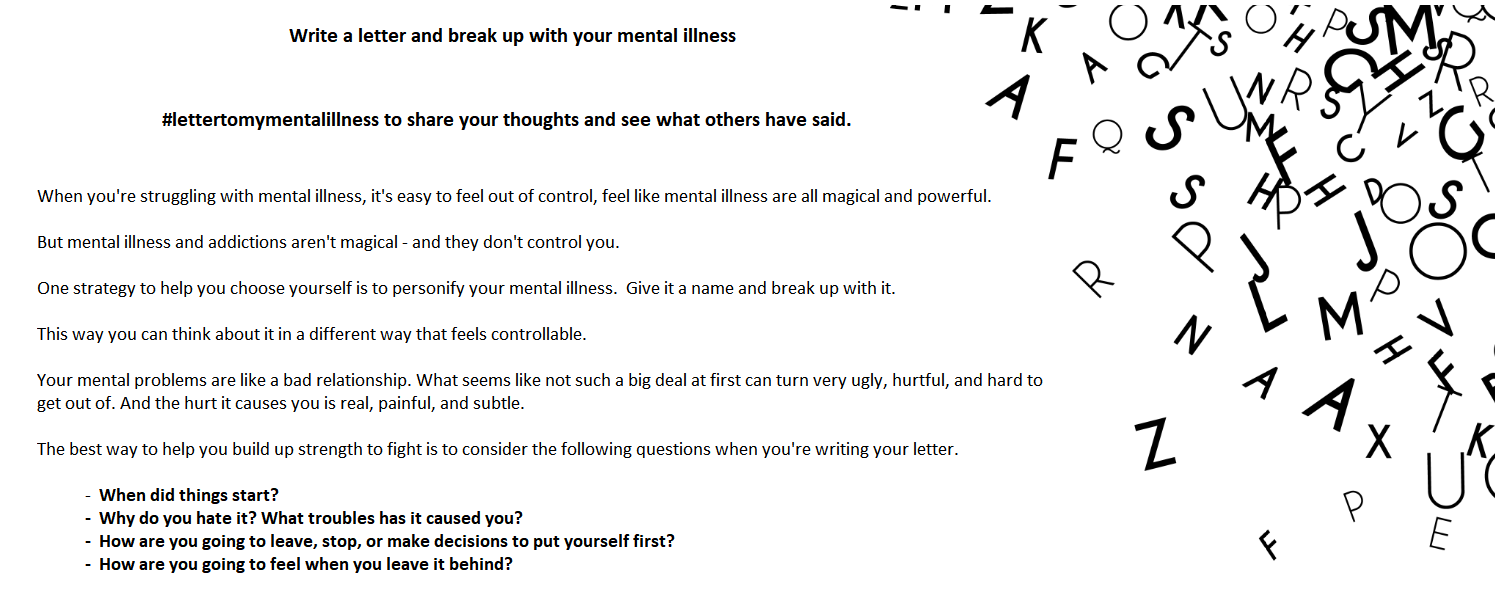 Write a letter and break up with your mental illness
#lettertomymentalillness to share your thoughts and see what others have said.
When you're struggling with mental illness, it's easy to feel out of control, feel like mental illness are all magical and powerful.
But mental illness and addictions aren't magical - and they don't control you.
One strategy to help you choose yourself is to personify your mental illness.  Give it a name and break up with it.
This way you can think about it in a different way that feels controllable.
Your mental problems are like a bad relationship. What seems like not such a big deal at first can turn very ugly, hurtful, and hard to
get out of. And the hurt it causes you is real, painful, and subtle.
The best way to help you build up strength to fight is to consider the following questions when you're writing your letter.
- When did things start?
- Why do you hate it? What troubles has it caused you?
- How are you going to leave, stop, or make decisions to put yourself first?
- How are you going to feel when you leave it behind?